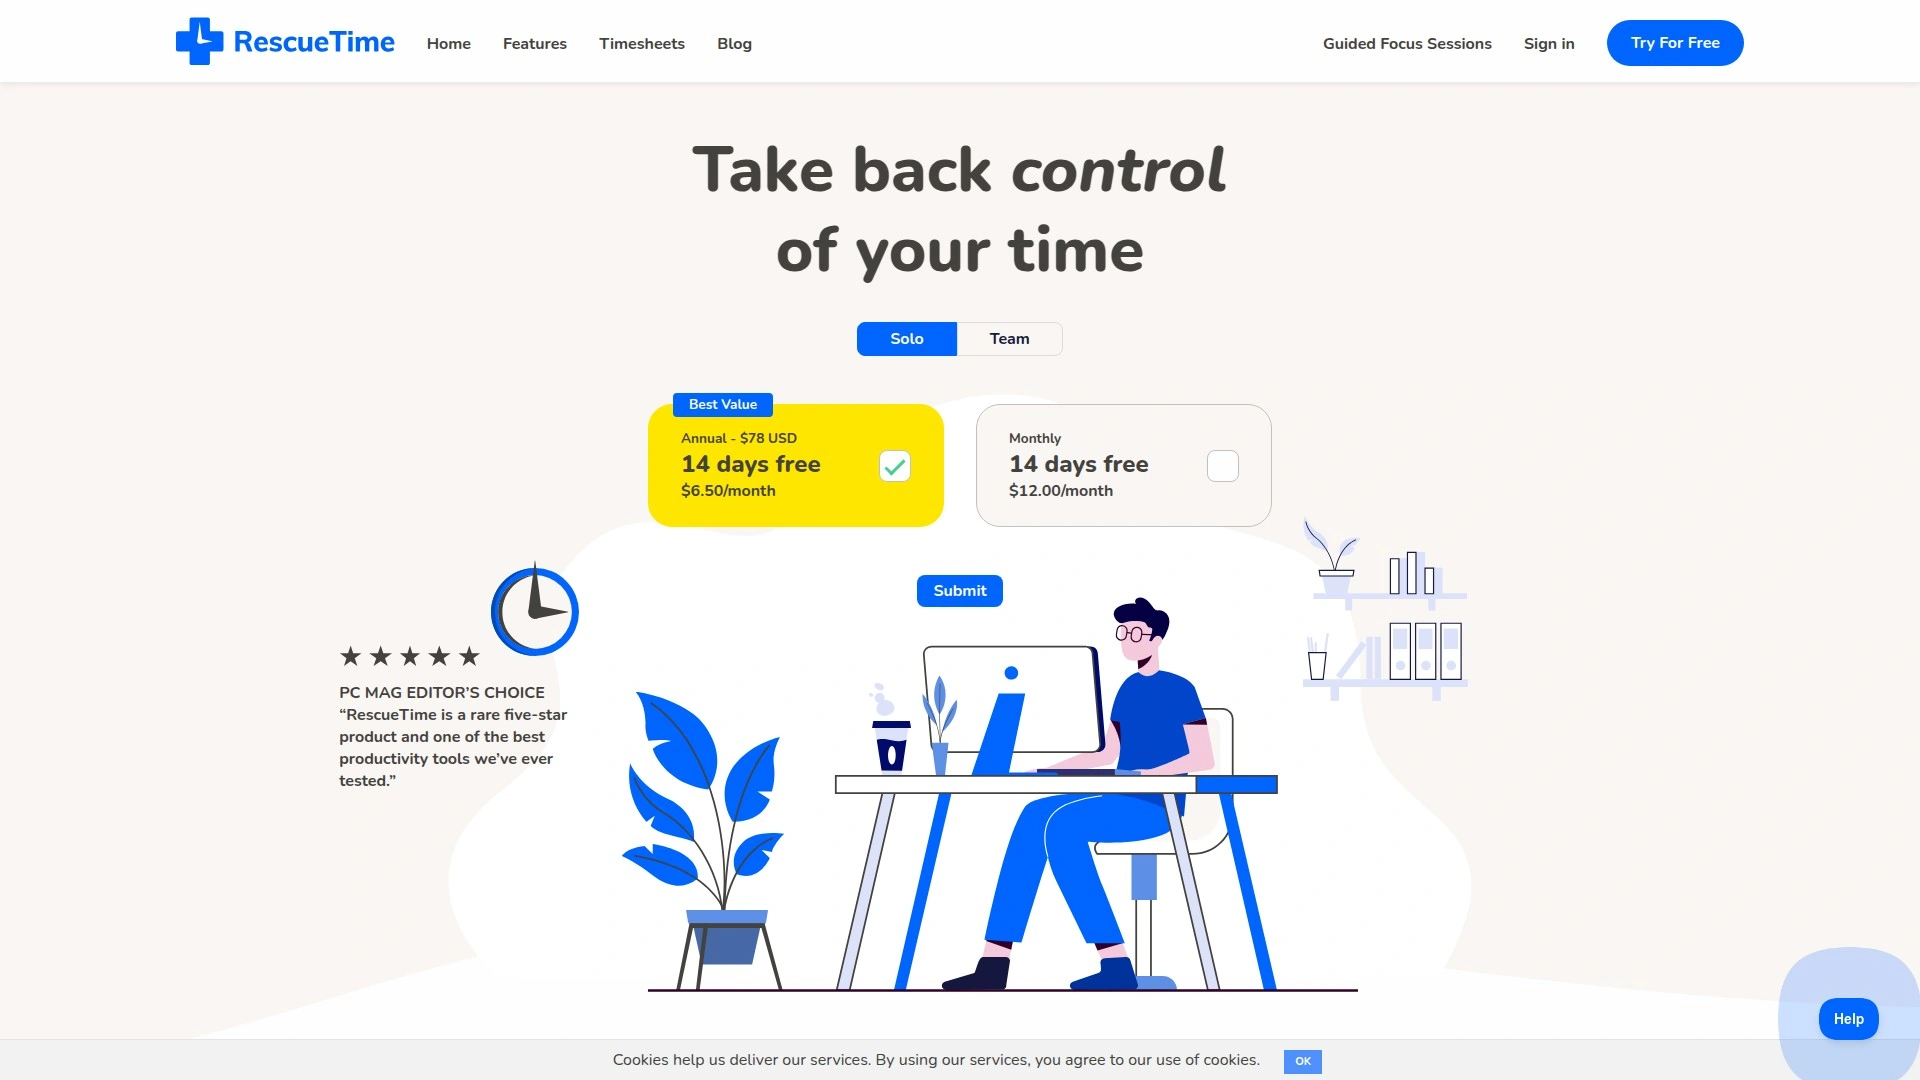 RescueTime
Home
Features
Timesheets
Blog
Guided Focus Sessions
Sign in
Try For Free
Take back control
of your time
Solo
Team
Best Value
Annual - $78 USD
14 days free
$6.50/month
Monthly
14 days free
$12.00/month
Submit
PC MAG EDITOR’S CHOICE
“RescueTime is a rare five-star
product and one of the best
productivity tools we’ve ever
tested.”
Help
Cookies help us deliver our services. By using our services, you agree to our use of cookies.
OK